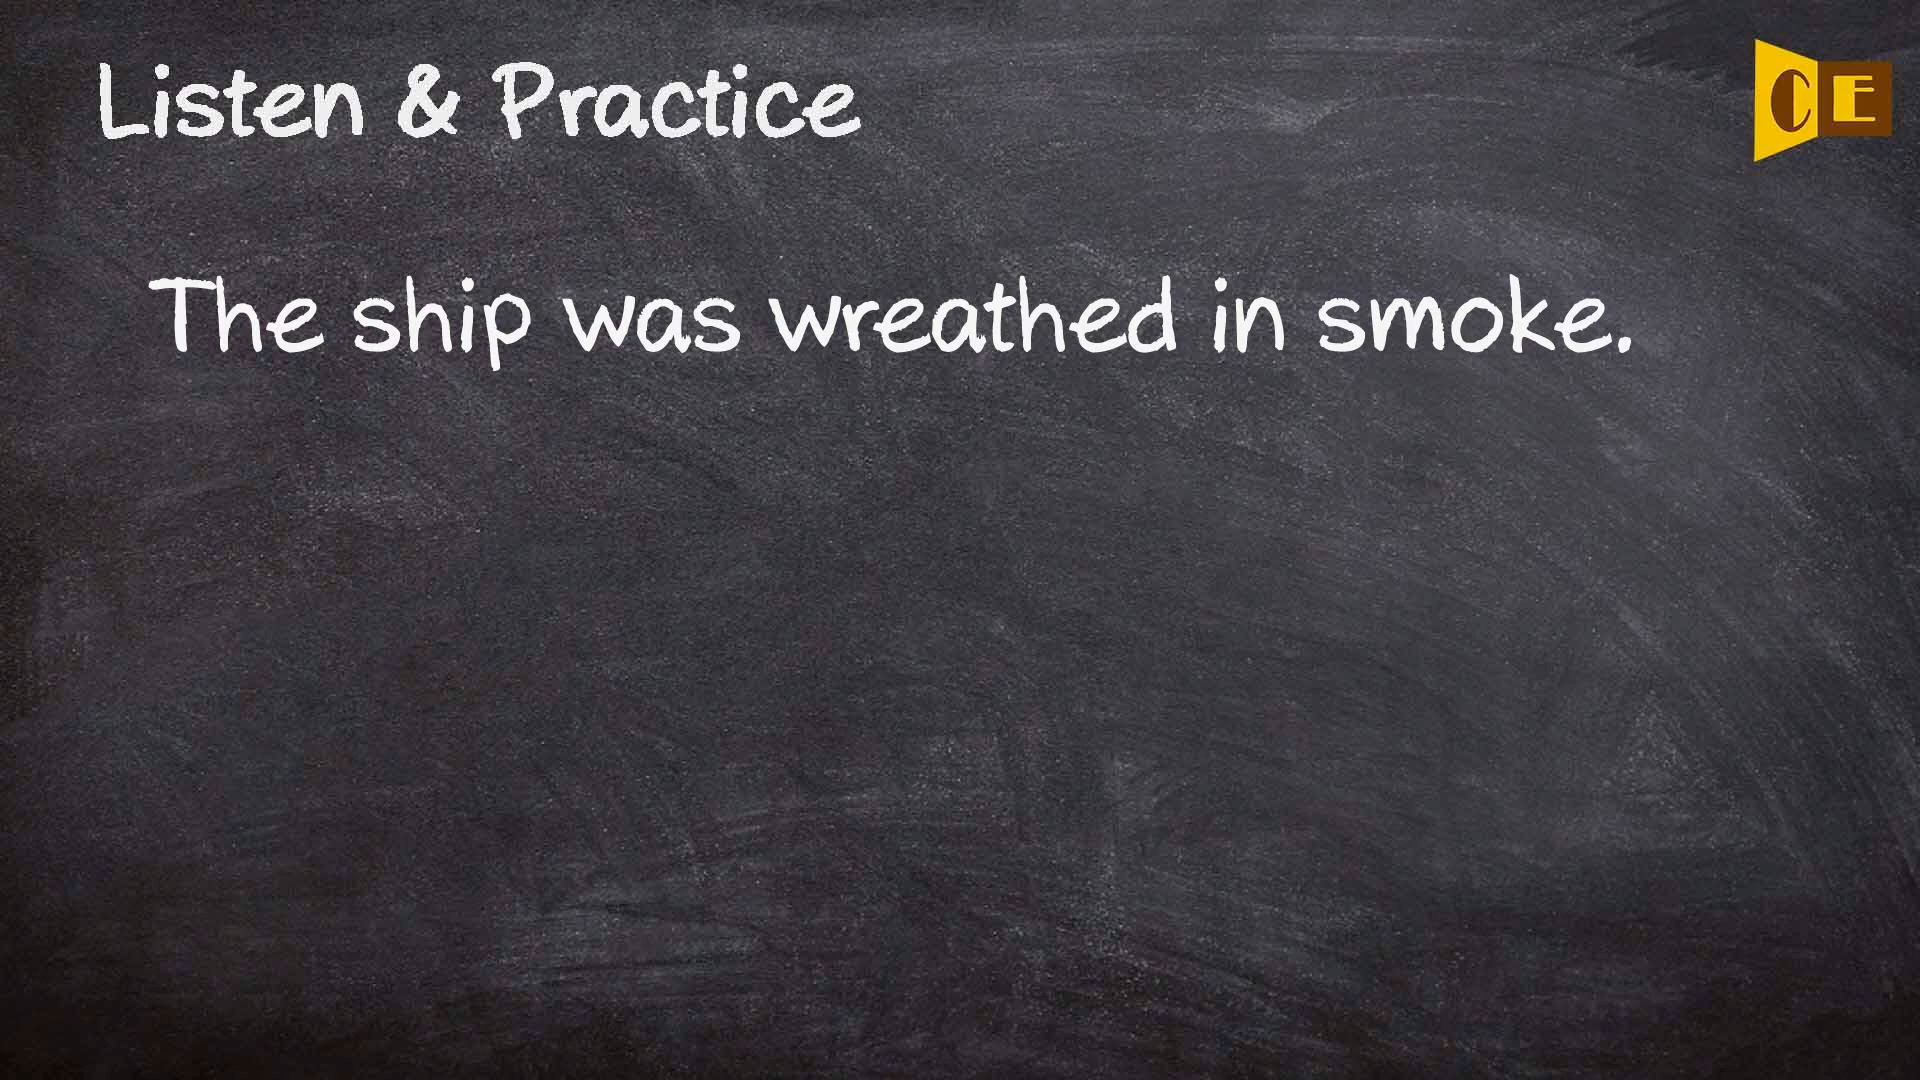 Listen & Practice
CE
The ship was wreathed in smoke.